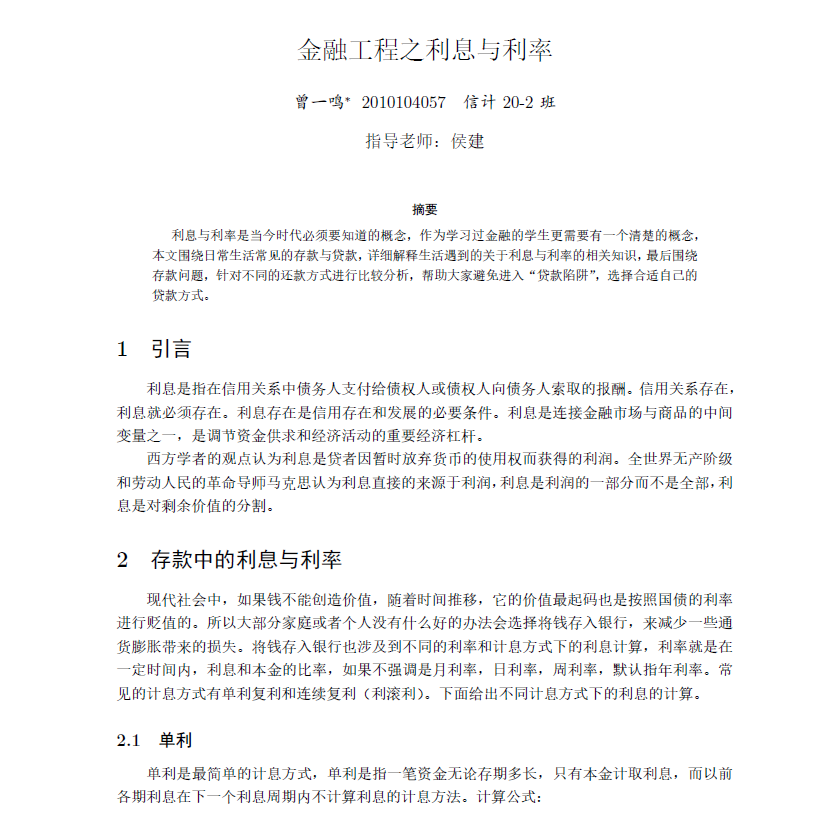 金融工程之利息与利率
曾一鸣* 2010104057 信计 20-2 班
指导老师：侯建
摘要
利息与利率是当今时代必须要知道的概念，作为学习过金融的学生更需要有一个清楚的概念，
本文围绕日常生活常见的存款与贷款，详细解释生活遇到的关于利息与利率的相关知识，最后围绕
存款问题，针对不同的还款方式进行比较分析，帮助大家避免进入“贷款陷阱”，选择合适自己的
贷款方式。
1 引言
利息是指在信用关系中债务人支付给债权人或债权人向债务人索取的报酬。信用关系存在，
利息就必须存在。利息存在是信用存在和发展的必要条件。利息是连接金融市场与商品的中间
变量之一，是调节资金供求和经济活动的重要经济杠杆。
西方学者的观点认为利息是贷者因暂时放弃货币的使用权而获得的利润。全世界无产阶级
和劳动人民的革命导师马克思认为利息直接的来源于利润，利息是利润的一部分而不是全部，利
息是对剩余价值的分割。
2 存款中的利息与利率
现代社会中，如果钱不能创造价值，随着时间推移，它的价值最起码也是按照国债的利率
进行贬值的。所以大部分家庭或者个人没有什么好的办法会选择将钱存入银行，来减少一些通
货膨胀带来的损失。将钱存入银行也涉及到不同的利率和计息方式下的利息计算，利率就是在
一定时间内，利息和本金的比率，如果不强调是月利率，日利率，周利率，默认指年利率。常
见的计息方式有单利复利和连续复利（利滚利）。下面给出不同计息方式下的利息的计算。
2.1 单利
单利是最简单的计息方式，单利是指一笔资金无论存期多长，只有本金计取利息，而以前
各期利息在下一个利息周期内不计算利息的计息方法。计算公式：